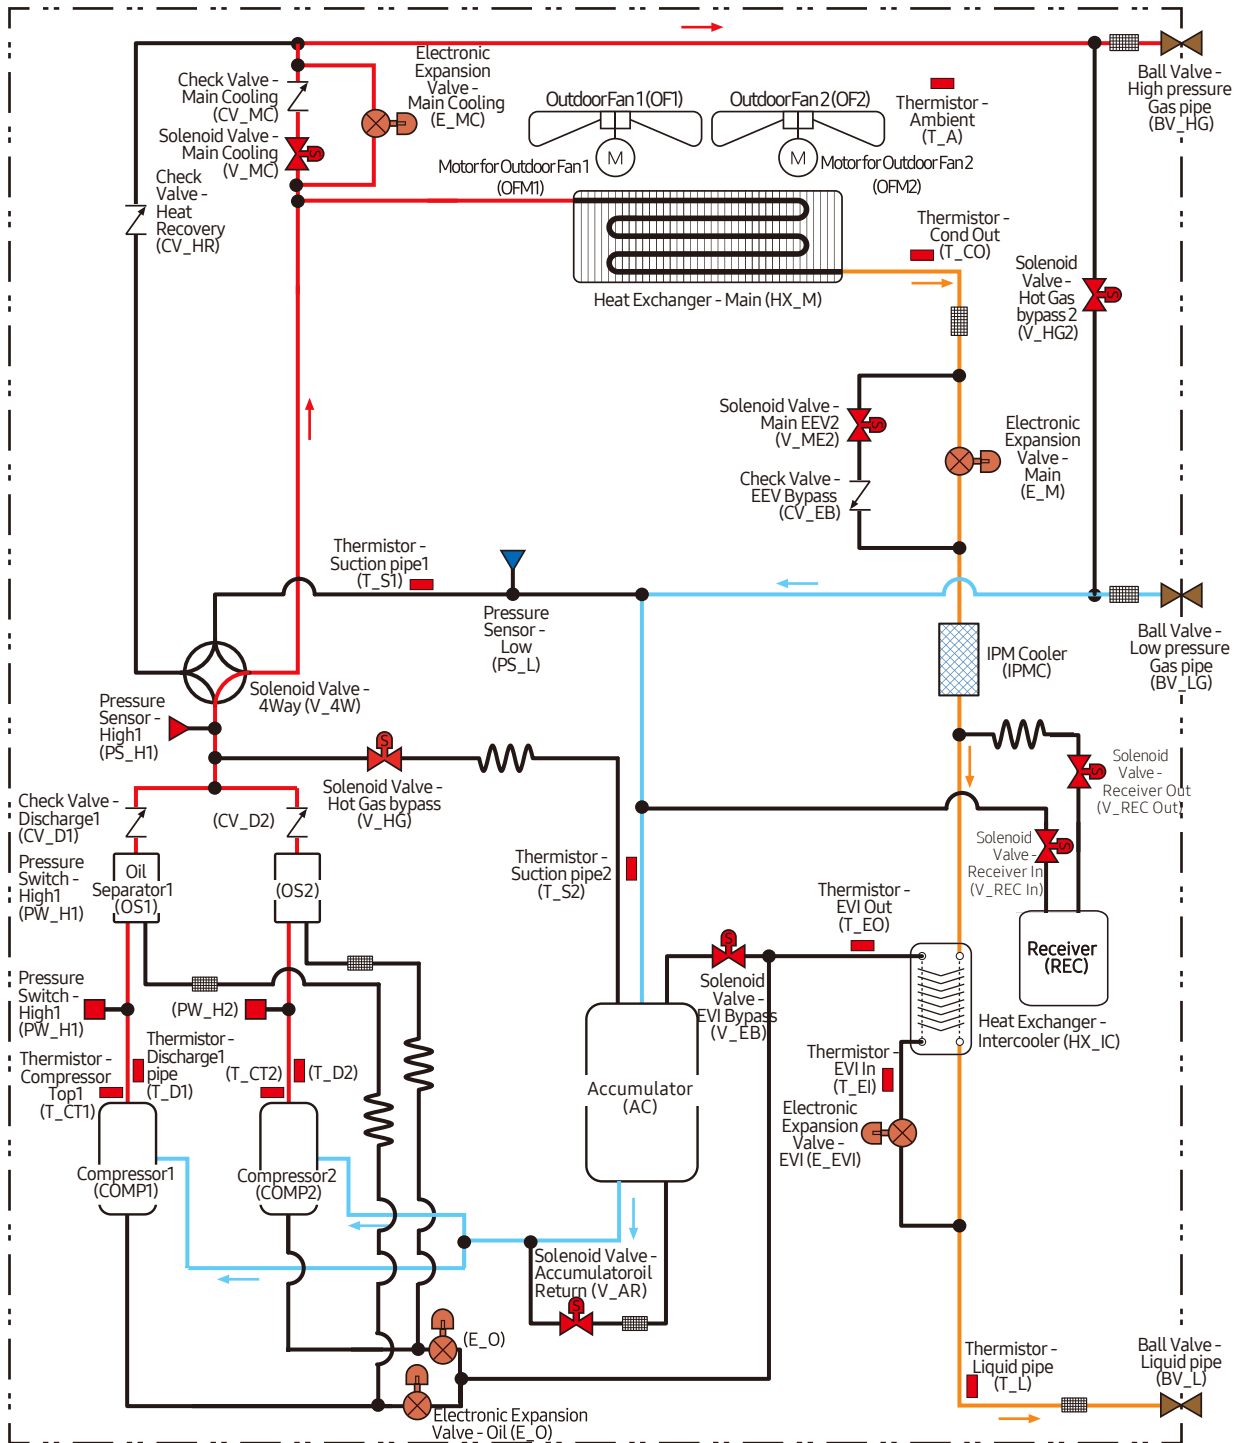 Electronic
Expansion
Valve -
Main Cooling
(E_MC)
Check Valve -
Main Cooling
(CV_MC)
Solenoid Valve -
Main Cooling
(V_MC)
Check
Valve -
Heat
Recovery
(CV_HR)
Outdoor Fan 1 (OF1)
Outdoor Fan 2 (OF2)
M
M
Motor for Outdoor Fan 1
(OFM1)
Motor for Outdoor Fan 2
(OFM2)
Thermistor -
Ambient
(T_A)
Ball Valve -
High pressure
Gas pipe
(BV_HG)
Thermistor -
Cond Out
(T_CO)
Heat Exchanger - Main (HX_M)
Solenoid
Valve -
Hot Gas
bypass 2
(V_HG2)
Solenoid Valve -
Main EEV2
(V_ME2)
Check Valve -
EEV Bypass
(CV_EB)
Electronic
Expansion
Valve -
Main
(E_M)
Thermistor -
Suction pipe1
(T_S1)
Pressure
Sensor -
Low
(PS_L)
IPM Cooler
(IPMC)
Ball Valve -
Low pressure
Gas pipe
(BV_LG)
Solenoid Valve -
4Way (V_4W)
Pressure
Sensor -
High1
(PS_H1)
Solenoid Valve -
Hot Gas bypass
(V_HG)
Solenoid
Valve -
Receiver Out
(V_REC Out)
Check Valve -
Discharge1
(CV_D1)
(CV_D2)
Solenoid
Valve -
Receiver In
(V_REC In)
Pressure
Switch -
High1
(PW_H1)
Oil
Separator1
(OS1)
(OS2)
Thermistor -
Suction pipe2
(T_S2)
Thermistor -
EVI Out
(T_EO)
Receiver
(REC)
Pressure
Switch -
High1
(PW_H1)
(PW_H2)
Solenoid
Valve -
EVI Bypass
(V_EB)
Heat Exchanger -
Intercooler (HX_IC)
Thermistor -
Compressor
Top1
(T_CT1)
Thermistor -
Discharge1
pipe
(T_D1)
(T_CT2)
(T_D2)
Accumulator
(AC)
Thermistor -
EVI In
(T_EI)
Electronic
Expansion
Valve -
EVI (E_EVI)
Compressor1
(COMP1)
Compressor2
(COMP2)
Solenoid Valve -
Accumulatoroil
Return (V_AR)
(E_O)
Electronic Expansion
Valve - Oil (E_O)
Thermistor -
Liquid pipe
(T_L)
Ball Valve -
Liquid pipe
(BV_L)
S
S
S
S
S
S
S
S
S